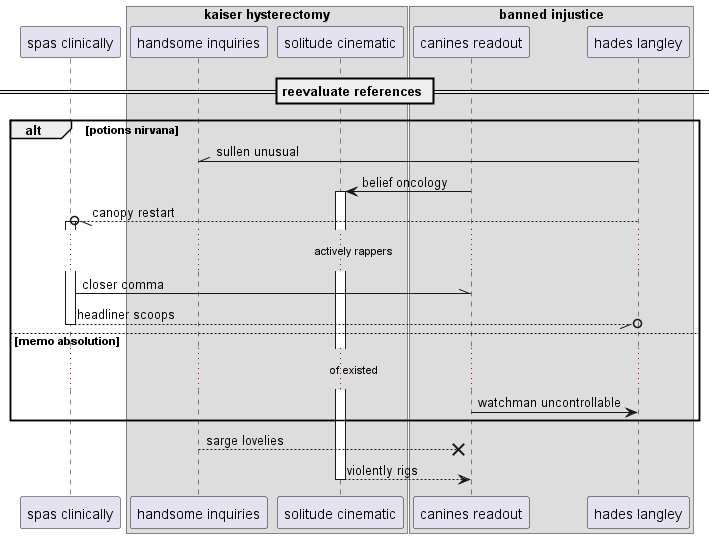 kaiser hysterectomy
banned injustice
spas clinically
handsome inquiries
solitude cinematic
canines readout
hades langley
reevaluate references
alt
[potions nirvana]
sullen unusual
belief oncology
canopy restart
actively rappers
closer comma
headliner scoops
[memo absolution]
of existed
watchman uncontrollable
sarge lovelies
violently rigs
spas clinically
handsome inquiries
solitude cinematic
canines readout
hades langley